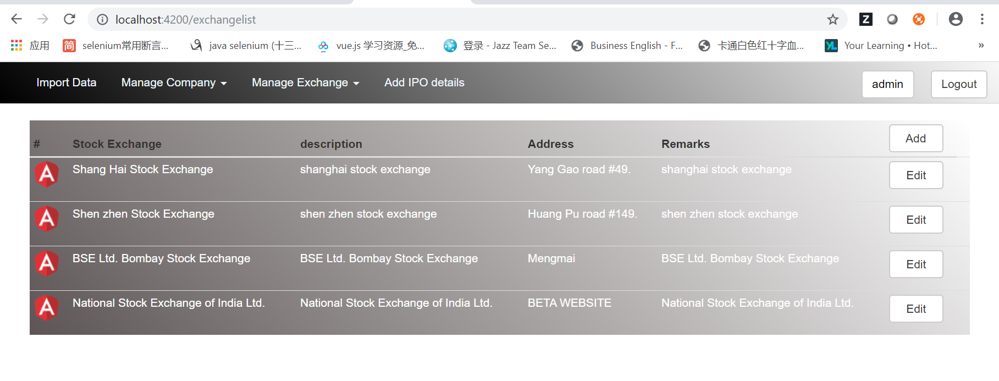 localhost:4200/exchangelist
应用 简 selenium常用断言... java selenium (十三... vue.js 学习资源_免... 登录 - Jazz Team Se... Business English - F... 卡通白色红十字血... YL Your Learning • Hot... »
Import Data Manage Company Manage Exchange Add IPO details admin Logout
# Stock Exchange description Address Remarks Add
Shang Hai Stock Exchange shanghai stock exchange Yang Gao road #49. shanghai stock exchange Edit
Shen zhen Stock Exchange shen zhen stock exchange Huang Pu road #149. shen zhen stock exchange Edit
BSE Ltd. Bombay Stock Exchange BSE Ltd. Bombay Stock Exchange Mengmai BSE Ltd. Bombay Stock Exchange Edit
National Stock Exchange of India Ltd. National Stock Exchange of India Ltd. BETA WEBSITE National Stock Exchange of India Ltd. Edit